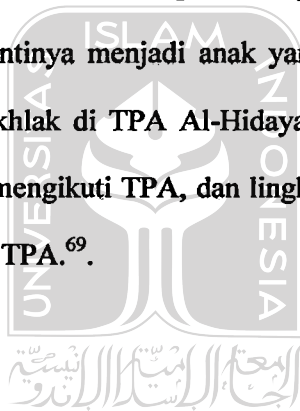 ISLAM
UNIVERSITAS
INDONESIA
ntinya menjadi anak yan
khlak di TPA Al-Hidaya
mengikuti TPA, dan lingk
TPA.⁶⁹.